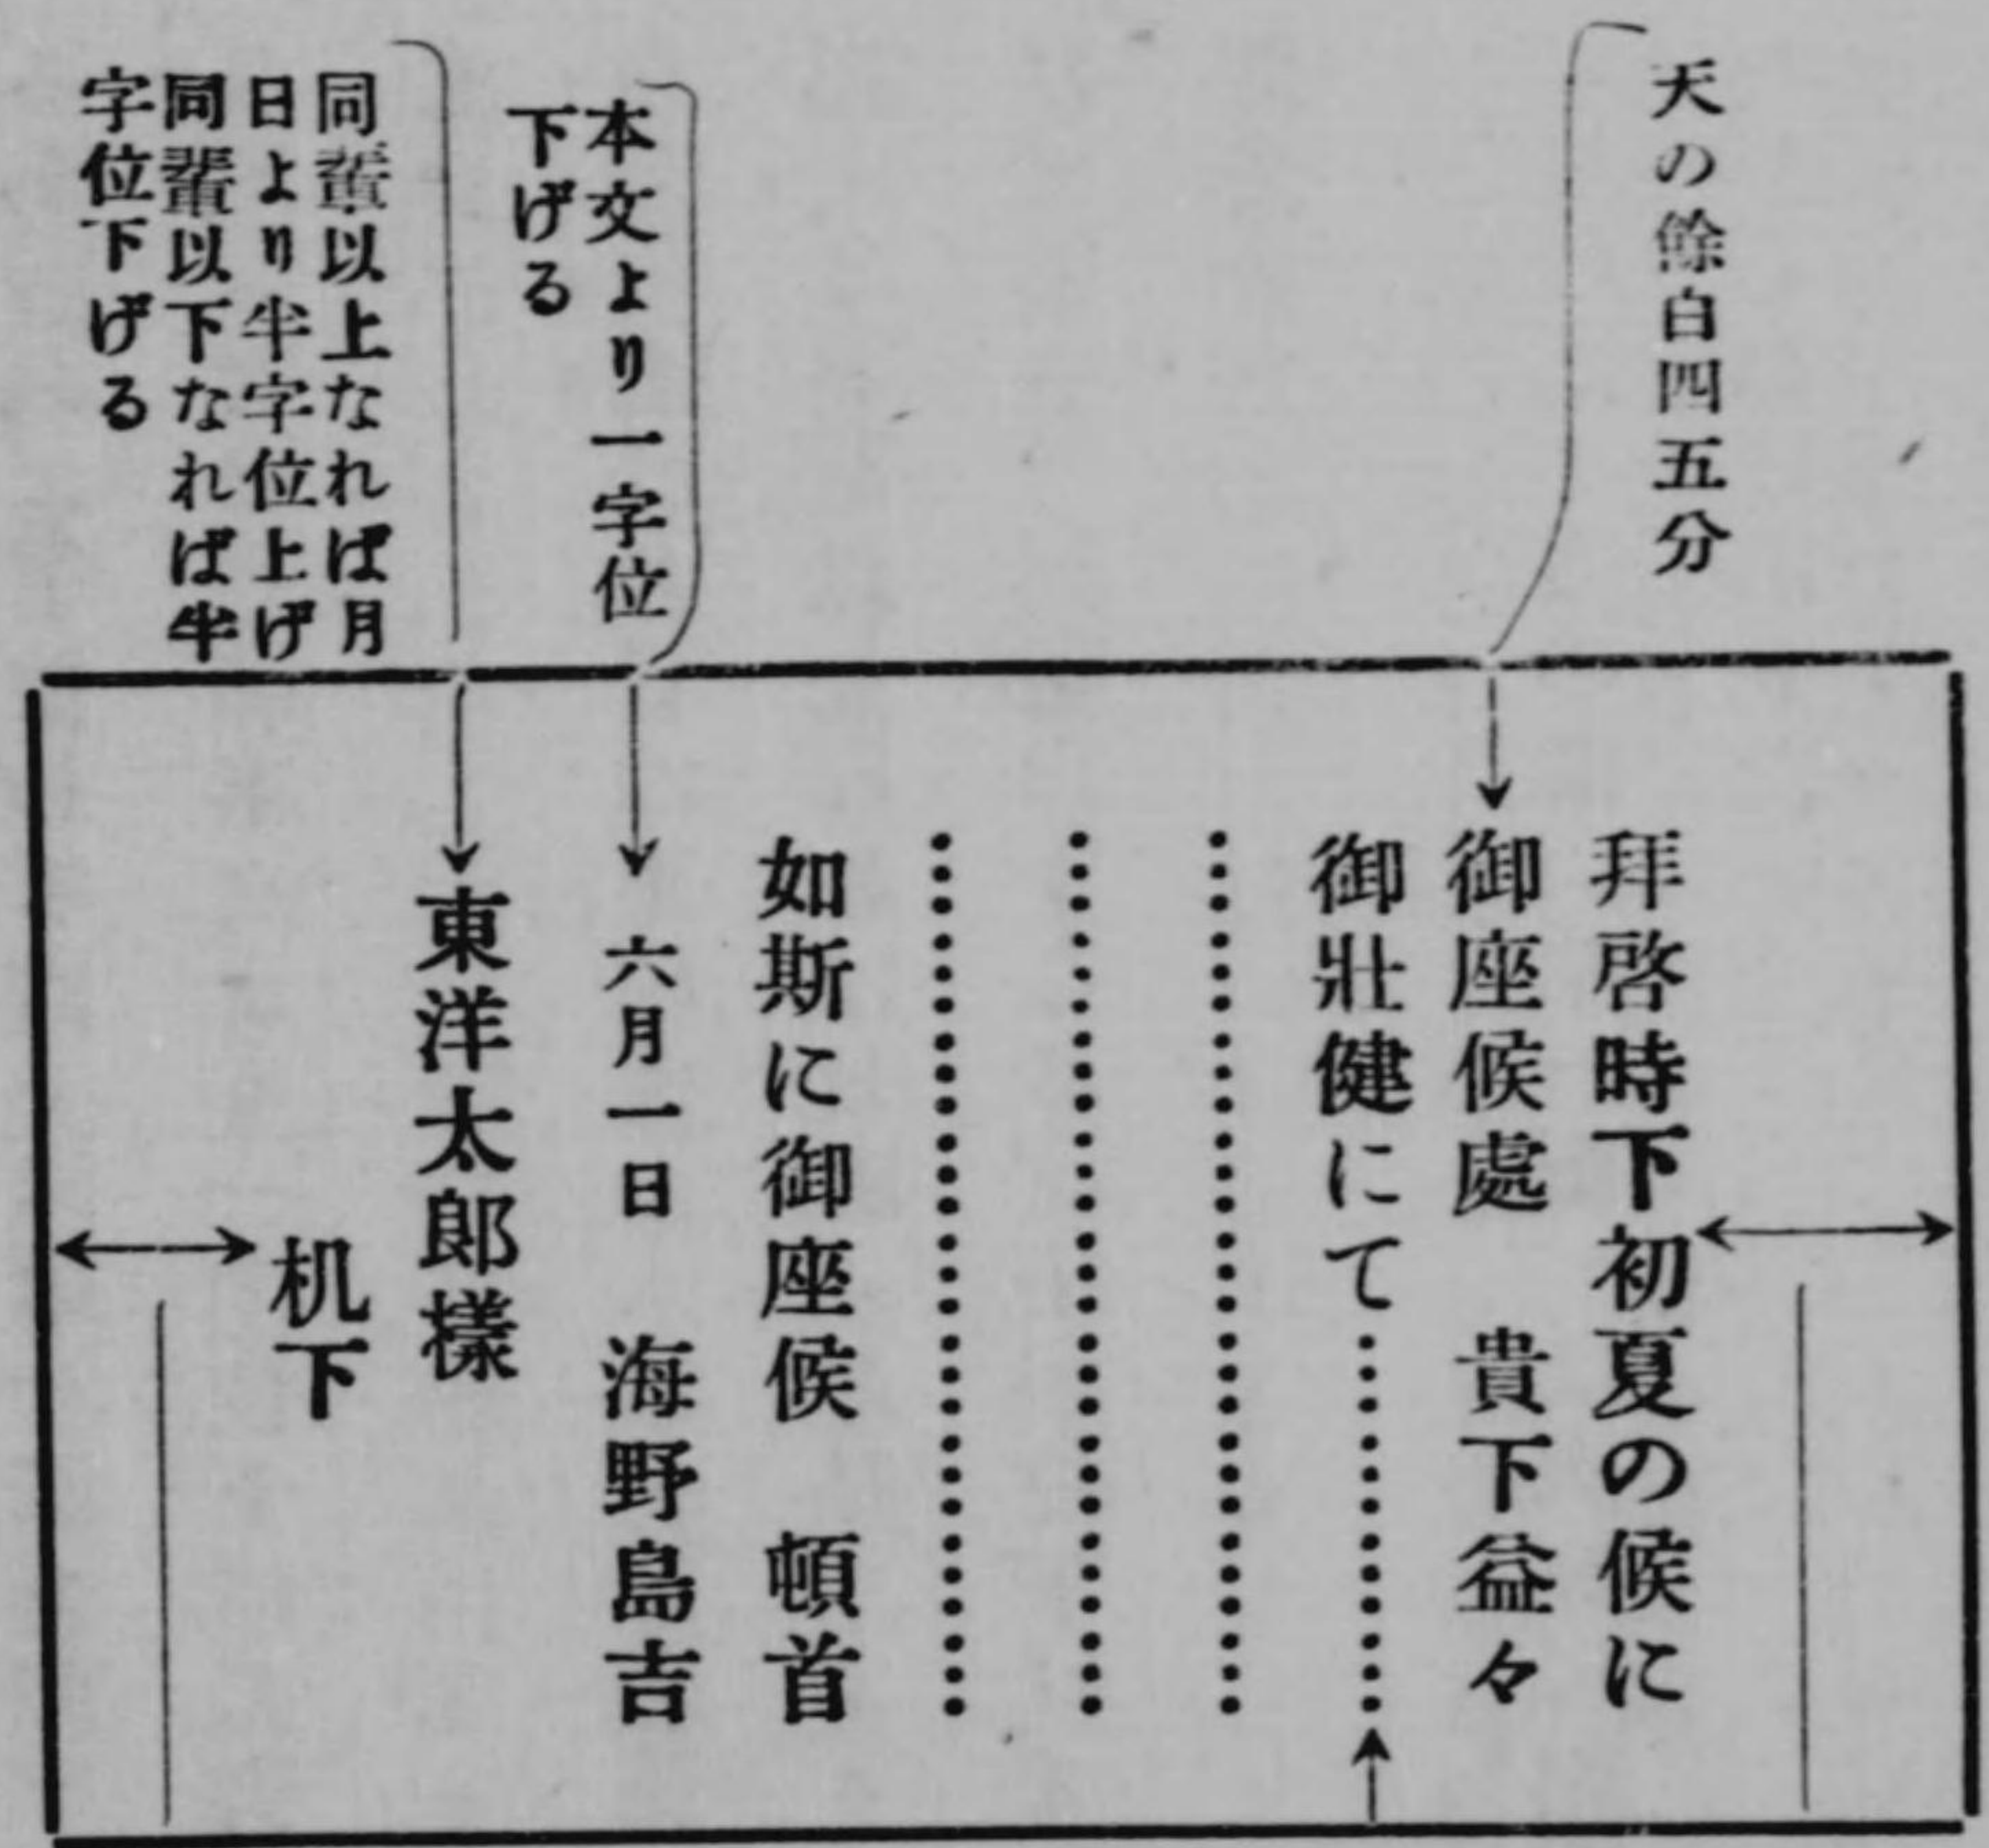 天の餘白四五分
本文より一字位
下げる
同輩以上なれば月
日より半字位上げ
同輩以下なれば半
字位下げる
拜啓時下初夏の候に
御座候處　貴下益々
御壯健にて…………
…………………………
…………………………
…………………………
如斯に御座候　頓首
六月一日　海野島吉
東洋太郎樣
机下